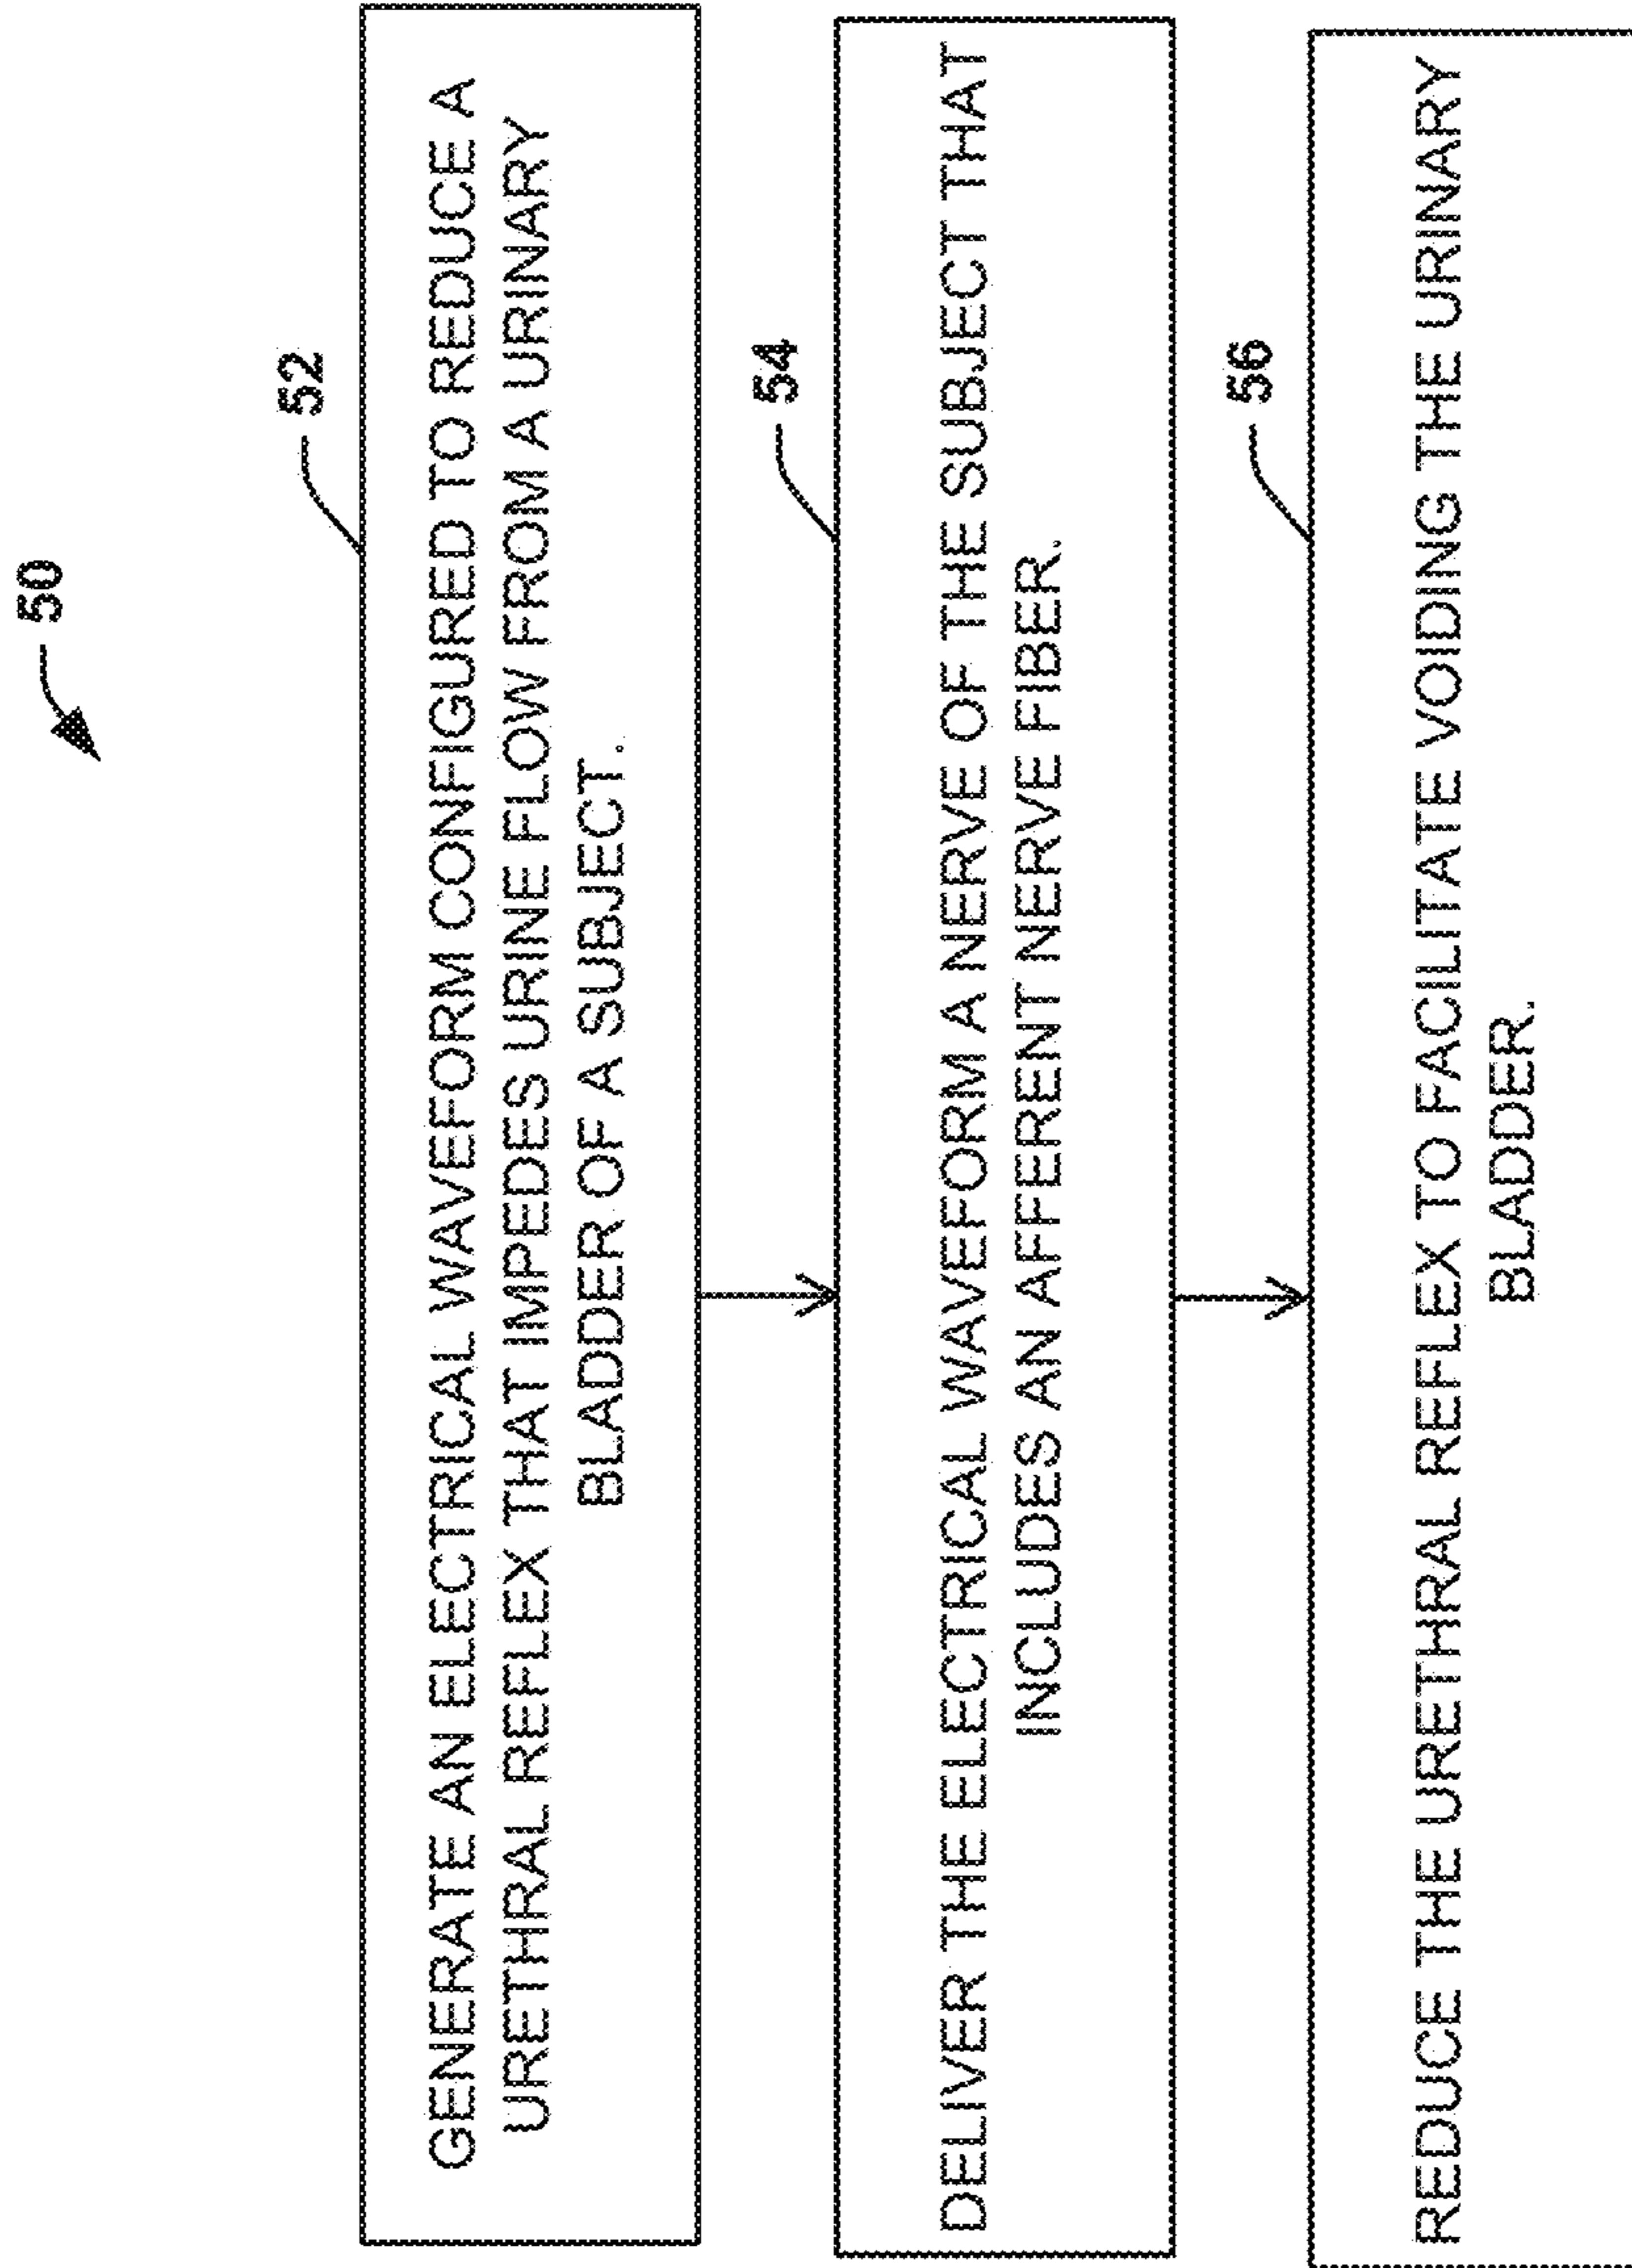 50
52
GENERATE AN ELECTRICAL WAVEFORM CONFIGURED TO REDUCE A
URETHRAL REFLEX THAT IMPEDES URINE FLOW FROM A URINARY
BLADDER OF A SUBJECT.
54
DELIVER THE ELECTRICAL WAVEFORM A NERVE OF THE SUBJECT THAT
INCLUDES AN AFFERENT NERVE FIBER.
56
REDUCE THE URETHRAL REFLEX TO FACILITATE VOIDING THE URINARY
BLADDER.